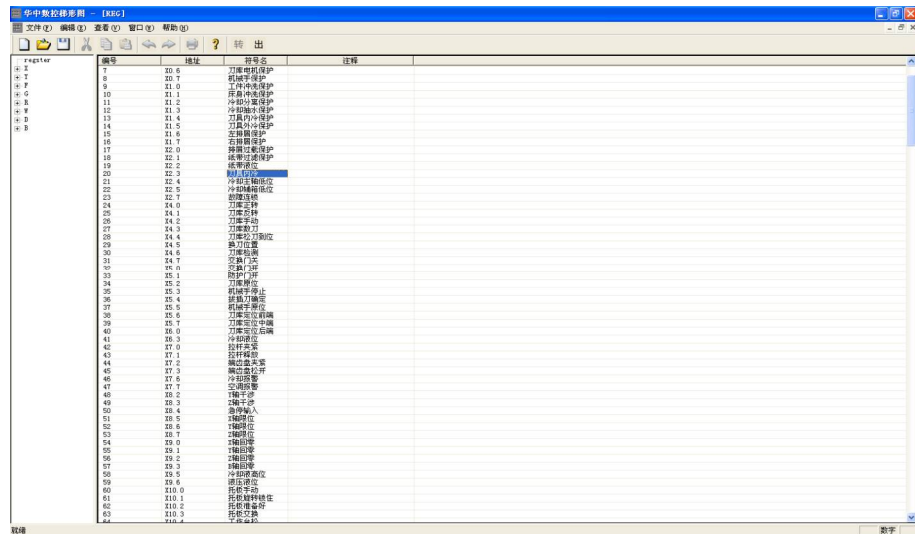 华中数控梯形图 - [REG]
文件(F) 编辑(E) 查看(V) 窗口(W) 帮助(H)
转 出
regster
X
Y
F
G
R
W
D
B
编号 地址 符号名 注释
7 X0.6 刀库电机保护
8 X0.7 机械手保护
9 X1.0 工件冲洗保护
10 X1.1 床身冲洗保护
11 X1.2 冷却分离保护
12 X1.3 冷却抽水保护
13 X1.4 刀具内冷保护
14 X1.5 刀具外冷保护
15 X1.6 左排屑保护
16 X1.7 右排屑保护
17 X2.0 排屑过载保护
18 X2.1 纸带过滤保护
19 X2.2 纸带液位
20 X2.3 刀具内冷
21 X2.4 冷却主轴低位
22 X2.5 冷却辅箱低位
23 X2.7 故障连锁
24 X4.0 刀库正转
25 X4.1 刀库反转
26 X4.2 刀库手动
27 X4.3 刀库数刀
28 X4.4 刀库松刀到位
29 X4.5 换刀位置
30 X4.6 刀库检测
31 X4.7 交换门关
32 X5.0 交换门开
33 X5.1 防护门开
34 X5.2 刀库原位
35 X5.3 机械手停止
36 X5.4 拔插刀确定
37 X5.5 机械手原位
38 X5.6 刀库定位前端
39 X5.7 刀库定位中端
40 X6.0 刀库定位后端
41 X6.3 冷却液位
42 X7.0 拉杆夹紧
43 X7.1 拉杆释放
44 X7.2 端齿盘夹紧
45 X7.3 端齿盘松开
46 X7.6 冷却报警
47 X7.7 空调报警
48 X8.2 Y轴干涉
49 X8.3 Z轴干涉
50 X8.4 急停输入
51 X8.5 X轴限位
52 X8.6 Y轴限位
53 X8.7 Z轴限位
54 X9.0 X轴回零
55 X9.1 Y轴回零
56 X9.2 Z轴回零
57 X9.3 B轴回零
58 X9.5 冷却液高位
59 X9.6 液压液位
60 X10.0 托板手动
61 X10.1 托板旋转锁住
62 X10.2 托板准备好
63 X10.3 托板交换
64 X10.4 工作台松
就绪 数字